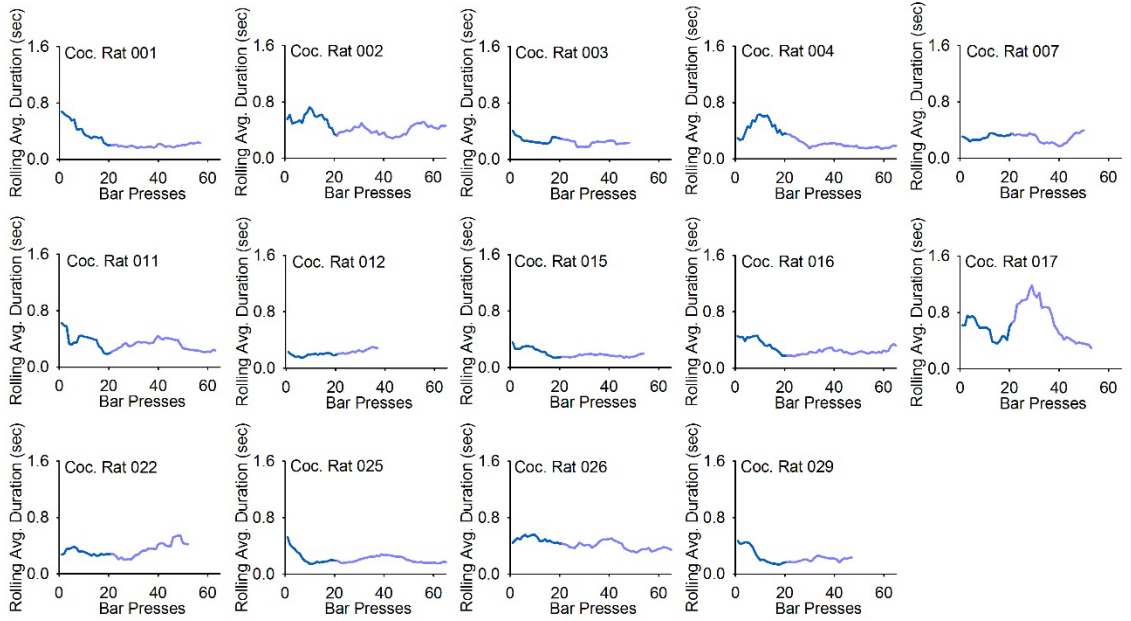 Rolling Avg. Duration (sec)
1.6
0.8
0.0
Coc. Rat 001
0 20 40 60
Bar Presses
Rolling Avg. Duration (sec)
1.6
0.8
0.0
Coc. Rat 002
0 20 40 60
Bar Presses
Rolling Avg. Duration (sec)
1.6
0.8
0.0
Coc. Rat 003
0 20 40 60
Bar Presses
Rolling Avg. Duration (sec)
1.6
0.8
0.0
Coc. Rat 004
0 20 40 60
Bar Presses
Rolling Avg. Duration (sec)
1.6
0.8
0.0
Coc. Rat 007
0 20 40 60
Bar Presses
Rolling Avg. Duration (sec)
1.6
0.8
0.0
Coc. Rat 011
0 20 40 60
Bar Presses
Rolling Avg. Duration (sec)
1.6
0.8
0.0
Coc. Rat 012
0 20 40 60
Bar Presses
Rolling Avg. Duration (sec)
1.6
0.8
0.0
Coc. Rat 015
0 20 40 60
Bar Presses
Rolling Avg. Duration (sec)
1.6
0.8
0.0
Coc. Rat 016
0 20 40 60
Bar Presses
Rolling Avg. Duration (sec)
1.6
0.8
0.0
Coc. Rat 017
0 20 40 60
Bar Presses
Rolling Avg. Duration (sec)
1.6
0.8
0.0
Coc. Rat 022
0 20 40 60
Bar Presses
Rolling Avg. Duration (sec)
1.6
0.8
0.0
Coc. Rat 025
0 20 40 60
Bar Presses
Rolling Avg. Duration (sec)
1.6
0.8
0.0
Coc. Rat 026
0 20 40 60
Bar Presses
Rolling Avg. Duration (sec)
1.6
0.8
0.0
Coc. Rat 029
0 20 40 60
Bar Presses